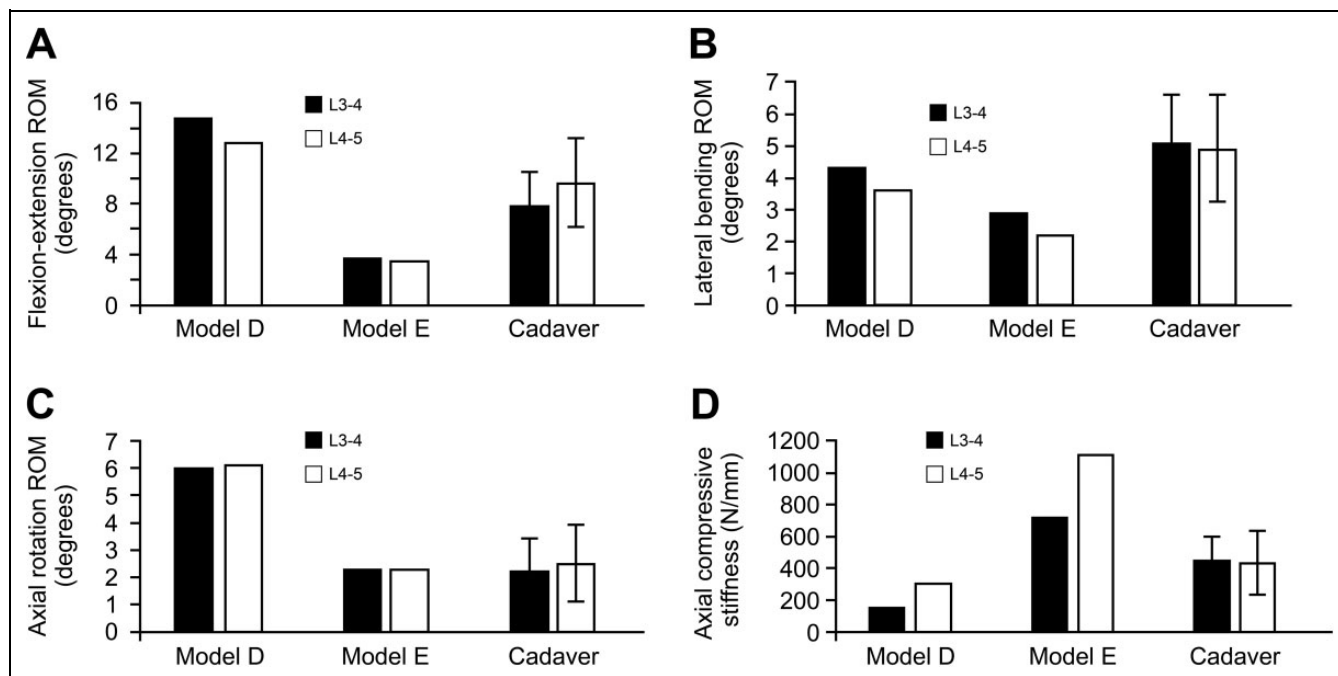 A
Flexion-extension ROM
(degrees)
16
12
8
4
0
L3-4
L4-5
Model D
Model E
Cadaver
B
Lateral bending ROM
(degrees)
7
6
5
4
3
2
1
0
L3-4
L4-5
Model D
Model E
Cadaver
C
Axial rotation ROM
(degrees)
7
6
5
4
3
2
1
0
L3-4
L4-5
Model D
Model E
Cadaver
D
Axial compressive
stiffness (N/mm)
1200
1000
800
600
400
200
0
L3-4
L4-5
Model D
Model E
Cadaver